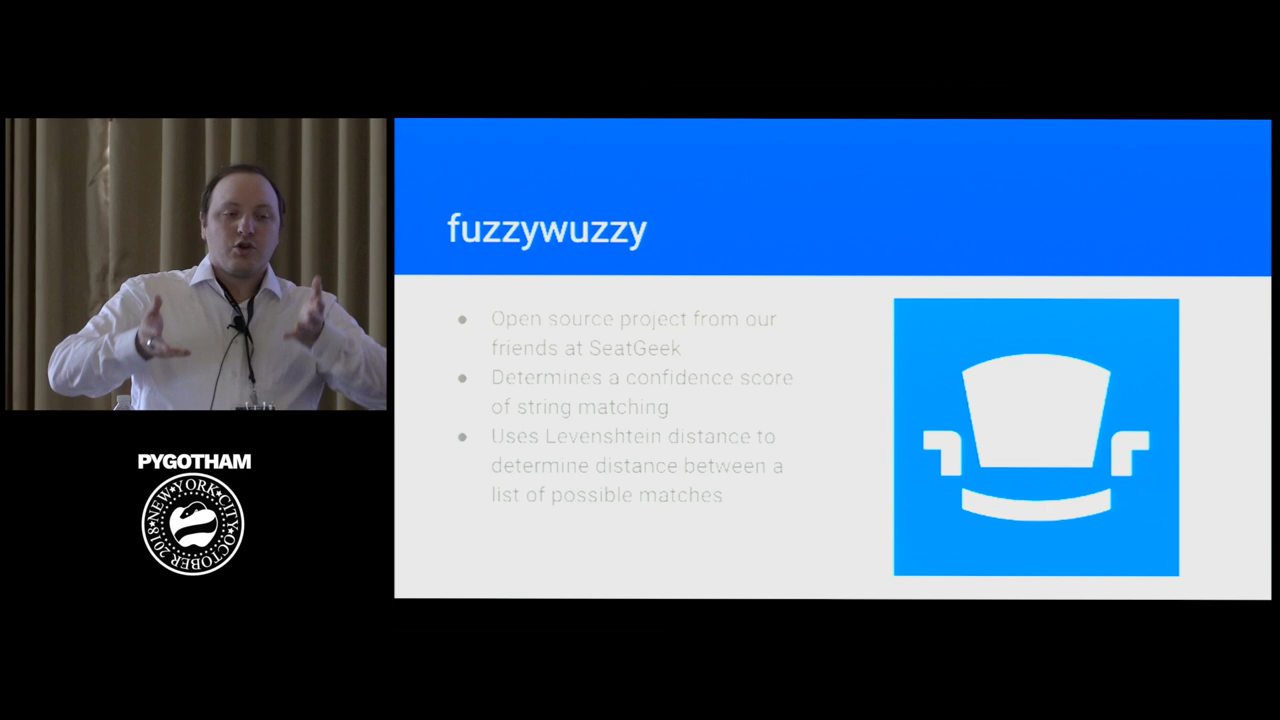 fuzzywuzzy
● Open source project from our
friends at SeatGeek
● Determines a confidence score
of string matching
● Uses Levenshtein distance to
determine distance between a
list of possible matches
PYGOTHAM
NEW★YORK★CITY
OCTOBER 2018